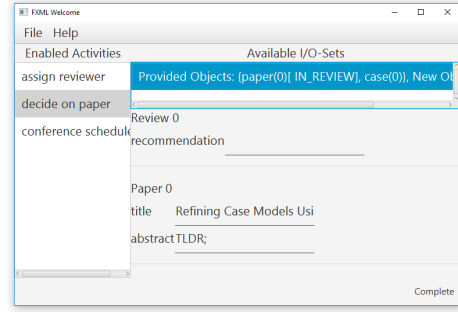 FXML Welcome
File Help
Enabled Activities Available I/O-Sets
assign reviewer
decide on paper
conference schedule
Provided Objects: {paper(0)[ IN_REVIEW], case(0)}, New Ob
Review 0
recommendation
Paper 0
title Refining Case Models Usi
abstract TLDR;
Complete